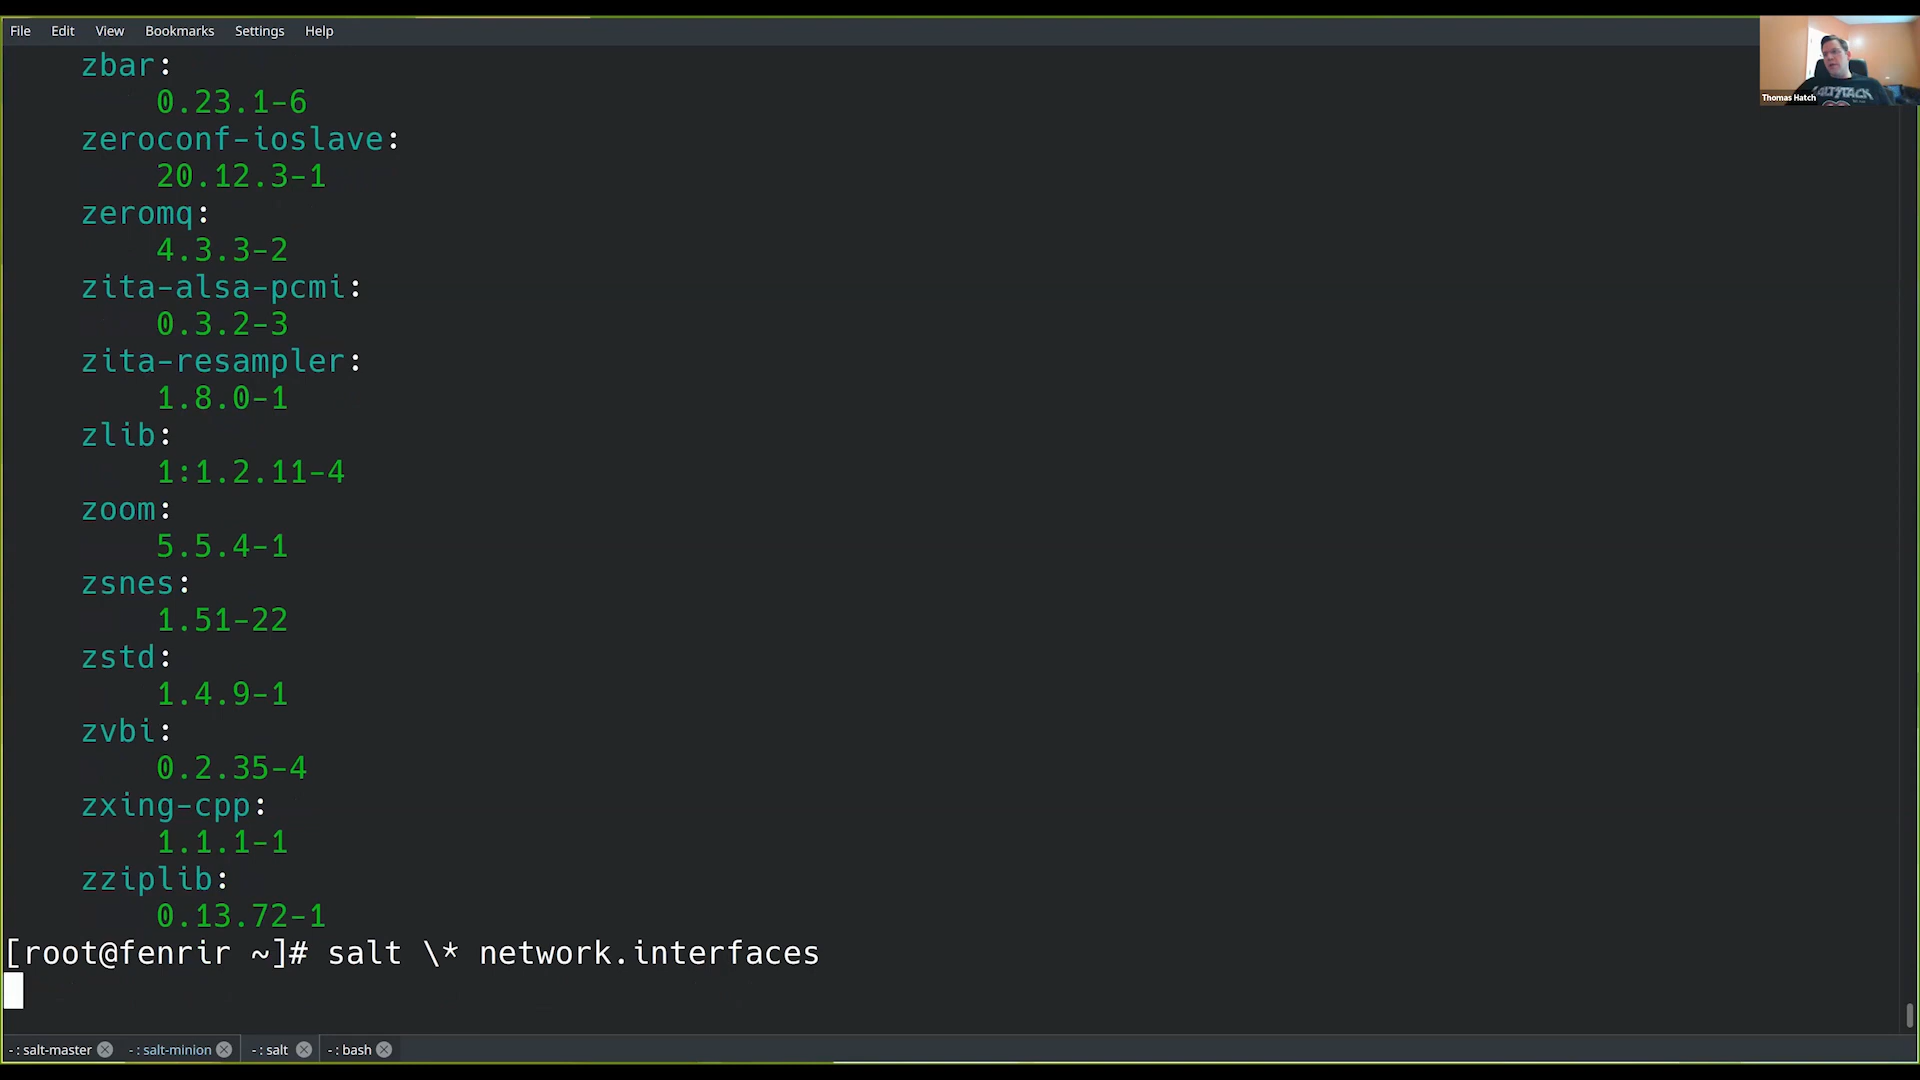 File Edit View Bookmarks Settings Help
zbar:
0.23.1-6
zeroconf-ioslave:
20.12.3-1
zeromq:
4.3.3-2
zita-alsa-pcmi:
0.3.2-3
zita-resampler:
1.8.0-1
zlib:
1:1.2.11-4
zoom:
5.5.4-1
zsnes:
1.51-22
zstd:
1.4.9-1
zvbi:
0.2.35-4
zxing-cpp:
1.1.1-1
zziplib:
0.13.72-1
[root@fenrir ~]# salt \* network.interfaces
- : salt-master - : salt-minion - : salt - : bash
Thomas Hatch